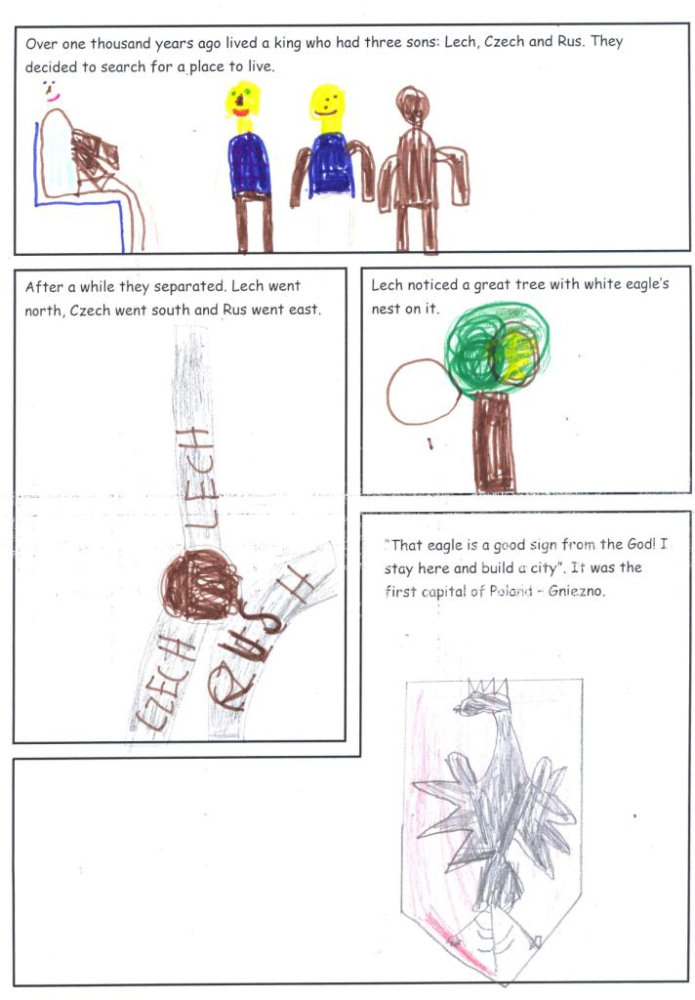 Over one thousand years ago lived a king who had three sons: Lech, Czech and Rus. They
decided to search for a place to live.
After a while they separated. Lech went
north, Czech went south and Rus went east.
LECH
CZECH
RUSH
Lech noticed a great tree with white eagle's
nest on it.
"That eagle is a good sign from the God! I
stay here and build a city". It was the
first capital of Poland - Gniezno.